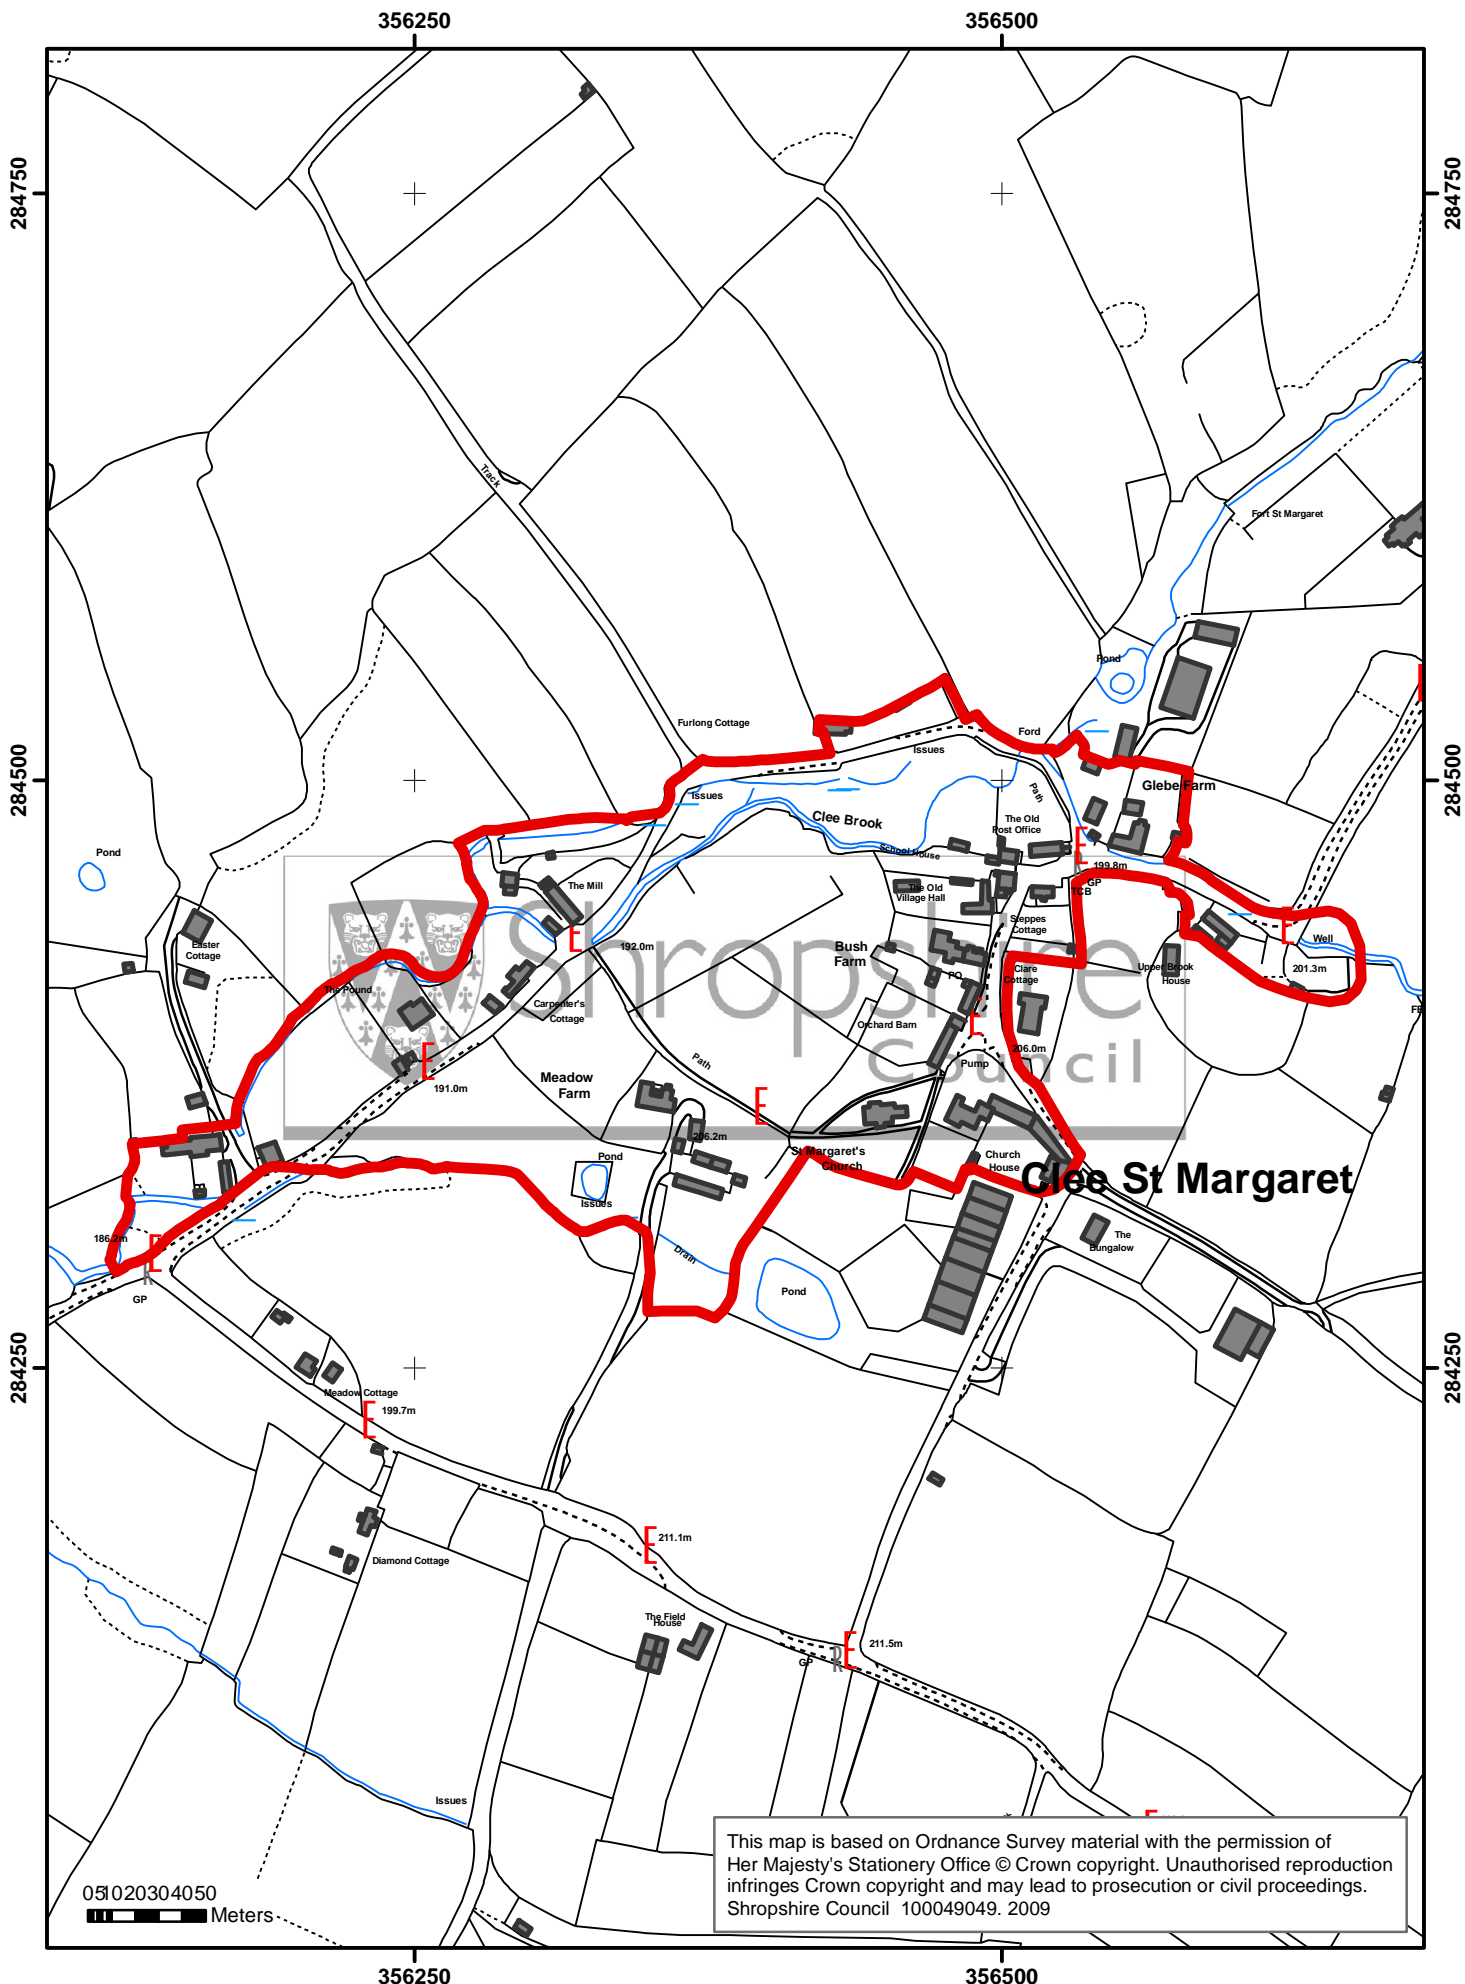 356250
356500
284750
284750
Track
Fort St Margaret
Pond
Furlong Cottage
Ford
Issues
284500
284500
Issues
Path
Glebe Farm
Clee Brook
The Old
Post Office
School House
Pond
199.8m
GP
TCB
The Mill
The Old
Village Hall
Steppes
Cottage
Shropshire
Council
192.0m
Bush
Farm
Well
Easter
Cottage
PO
Clare
Cottage
Upper Brook
House
201.3m
The Pound
Carpenter's
Cottage
FB
Orchard Barn
206.0m
Path
Pump
Meadow
Farm
191.0m
206.2m
St Margaret's
Church
Church
House
Clee St Margaret
Pond
Issues
186.2m
The
Bungalow
Drain
GP
Pond
284250
284250
Meadow Cottage
199.7m
211.1m
Diamond Cottage
The Field
House
211.5m
GP
Issues
This map is based on Ordnance Survey material with the permission of
Her Majesty's Stationery Office © Crown copyright. Unauthorised reproduction
infringes Crown copyright and may lead to prosecution or civil proceedings.
Shropshire Council 100049049. 2009
0 5 10 20 30 40 50
Meters
356250
356500